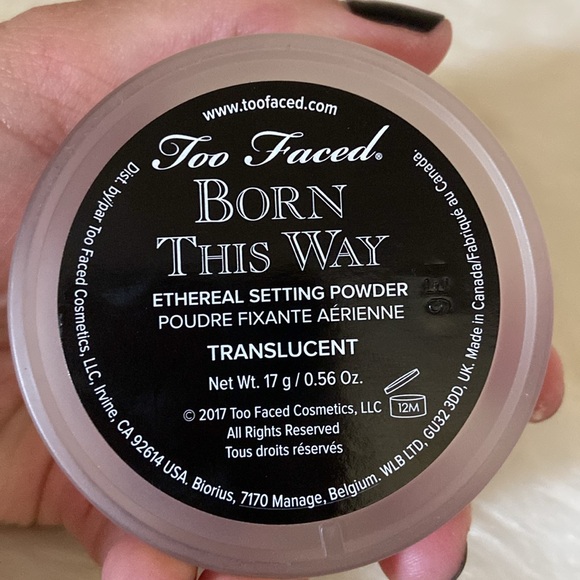 www.toofaced.com
Too Faced®
BORN
THIS WAY
ETHEREAL SETTING POWDER
POUDRE FIXANTE AÉRIENNE
TRANSLUCENT
Net Wt. 17 g / 0.56 Oz.
12M
© 2017 Too Faced Cosmetics, LLC
All Rights Reserved
Tous droits réservés
Dist. by/par Too Faced Cosmetics, LLC, Irvine, CA 92614 USA. Biorius, 7170 Manage, Belgium. WLB LTD, GU32 3DD, UK. Made in Canada/Fabriqué au Canada.